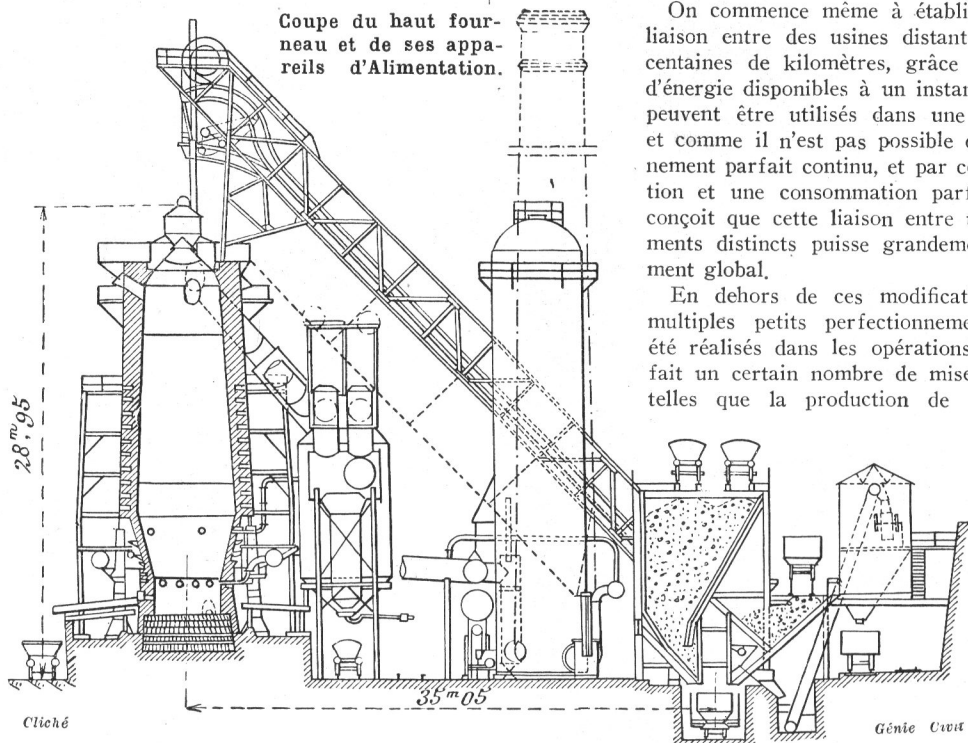 Coupe du haut four-
neau et de ses appa-
reils d'Alimentation.
On commence même à établi
liaison entre des usines distant
centaines de kilomètres, grâce
d'énergie disponibles à un instan
peuvent être utilisés dans une
et comme il n'est pas possible
nement parfait continu, et par c
tion et une consommation parf
conçoit que cette liaison entre
ments distincts puisse grandeme
ment global.
En dehors de ces modificat
multiples petits perfectionneme
été réalisés dans les opérations
fait un certain nombre de mise
telles que la production de
28,m95
35m05
Cliché
Génie Civil